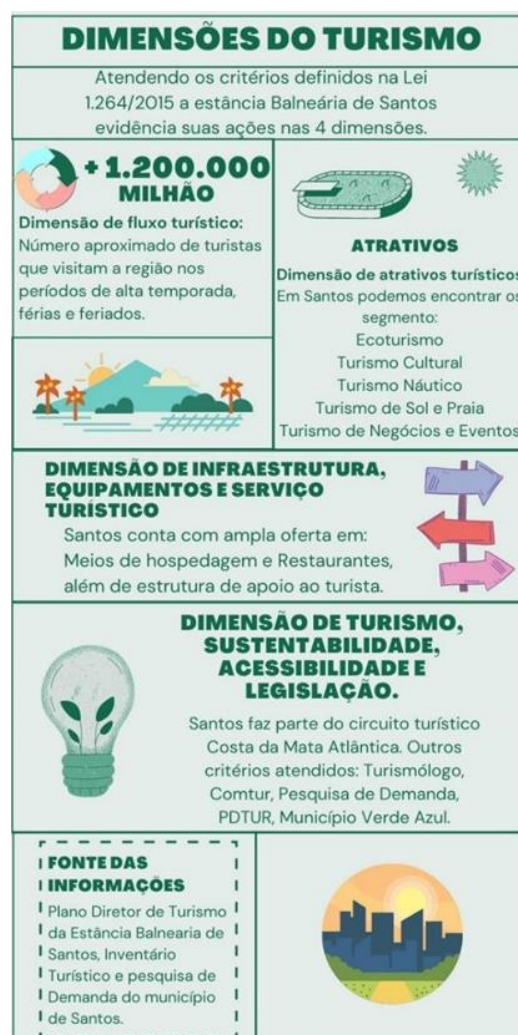 DIMENSÕES DO TURISMO
Atendendo os critérios definidos na Lei
1.264/2015 a estância Balneária de Santos
evidência suas ações nas 4 dimensões.
+ 1.200.000
MILHÃO
Dimensão de fluxo turístico:
Número aproximado de turistas
que visitam a região nos
períodos de alta temporada,
férias e feriados.
ATRATIVOS
Dimensão de atrativos turísticos
Em Santos podemos encontrar os
segmento:
Ecoturismo
Turismo Cultural
Turismo Náutico
Turismo de Sol e Praia
Turismo de Negócios e Eventos
DIMENSÃO DE INFRAESTRUTURA,
EQUIPAMENTOS E SERVIÇO
TURÍSTICO
Santos conta com ampla oferta em:
Meios de hospedagem e Restaurantes,
além de estrutura de apoio ao turista.
DIMENSÃO DE TURISMO,
SUSTENTABILIDADE,
ACESSIBILIDADE E
LEGISLAÇÃO.
Santos faz parte do circuito turístico
Costa da Mata Atlântica. Outros
critérios atendidos: Turismólogo,
Comtur, Pesquisa de Demanda,
PDTUR, Município Verde Azul.
FONTE DAS
INFORMAÇÕES
Plano Diretor de Turismo
da Estância Balnearia de
Santos, Inventário
Turístico e pesquisa de
Demanda do município
de Santos.